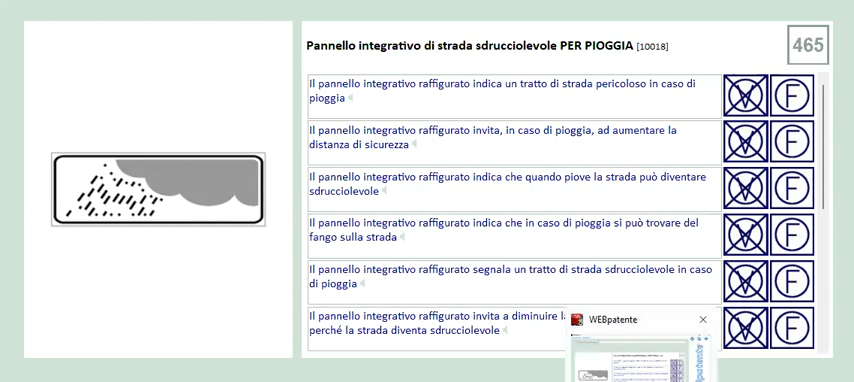 Pannello integrativo di strada sdrucciolevole PER PIOGGIA [10018]
465
Il pannello integrativo raffigurato indica un tratto di strada pericoloso in caso di
pioggia
V F
Il pannello integrativo raffigurato invita, in caso di pioggia, ad aumentare la
distanza di sicurezza
V F
Il pannello integrativo raffigurato indica che quando piove la strada può diventare
sdrucciolevole
V F
Il pannello integrativo raffigurato indica che in caso di pioggia si può trovare del
fango sulla strada
V F
Il pannello integrativo raffigurato segnala un tratto di strada sdrucciolevole in caso
di pioggia
V F
Il pannello integrativo raffigurato invita a diminuire
perché la strada diventa sdrucciolevole
V F
WEBpatente